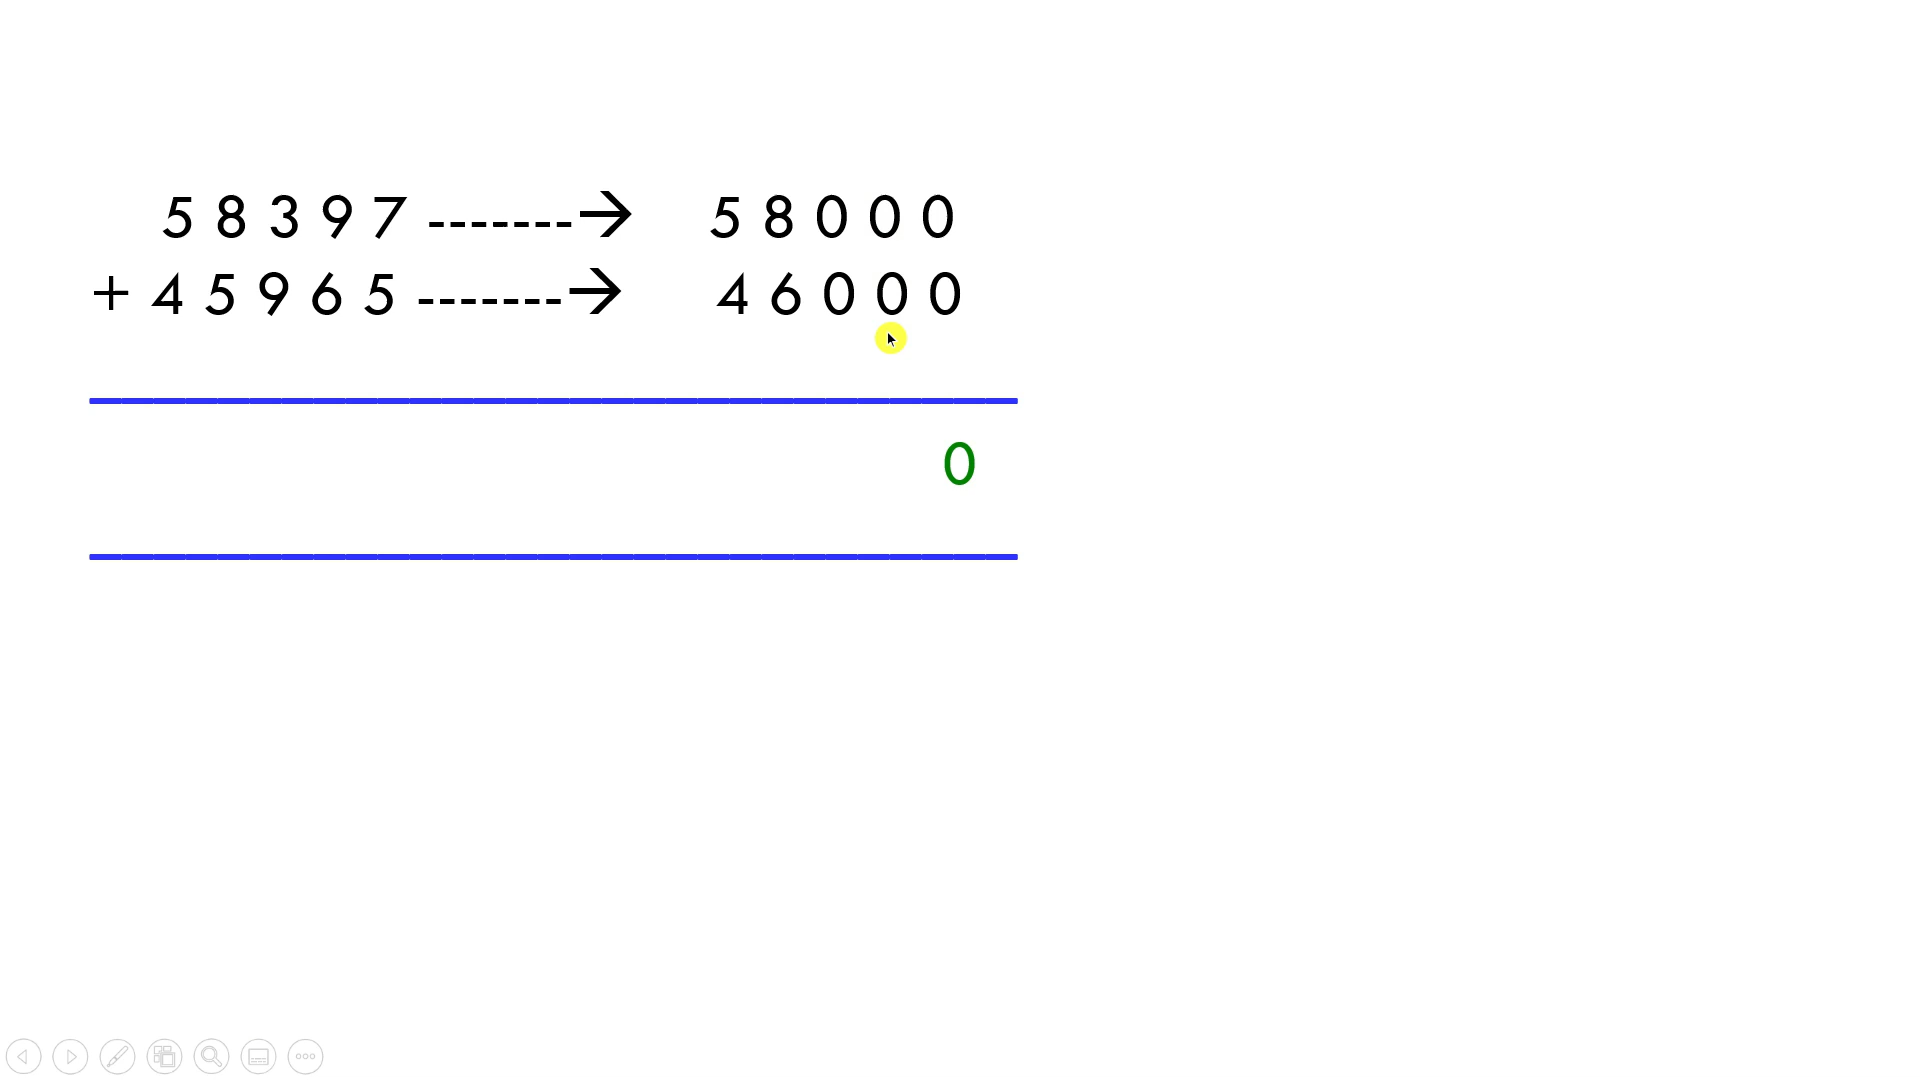 5 8 3 9 7 -------→ 5 8 0 0 0
+ 4 5 9 6 5 -------→ 4 6 0 0 0
0